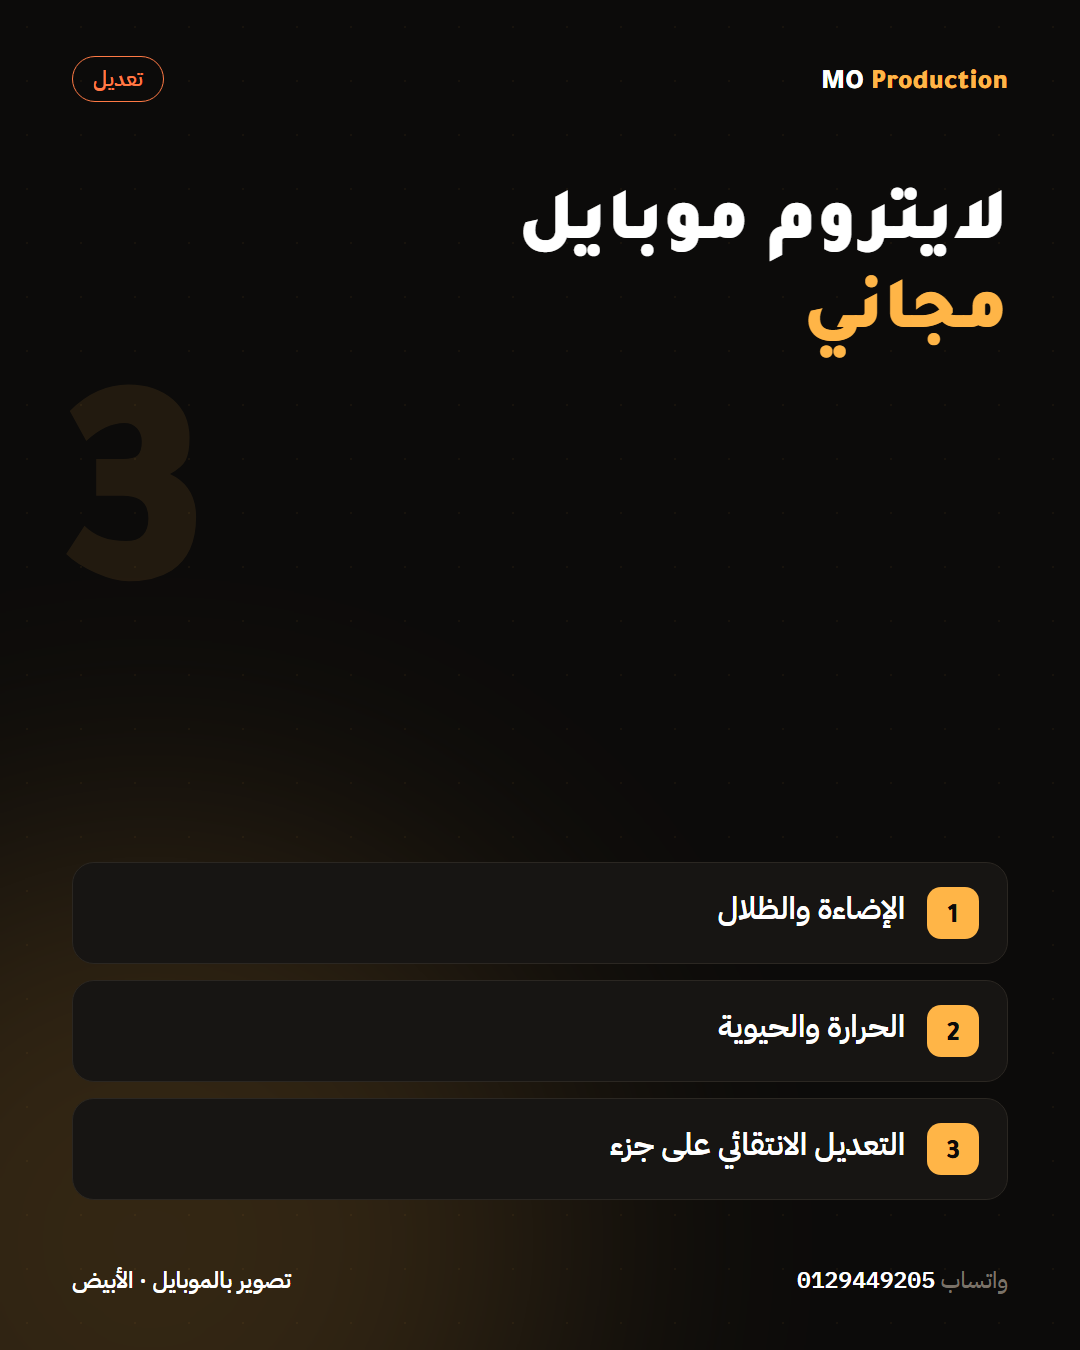 MO Production
تعديل
لايتروم موبايل
مجاني
3
1 الإضاءة والظلال
2 الحرارة والحيوية
3 التعديل الانتقائي على جزء
واتساب 0129449205
تصوير بالموبايل · الأبيض